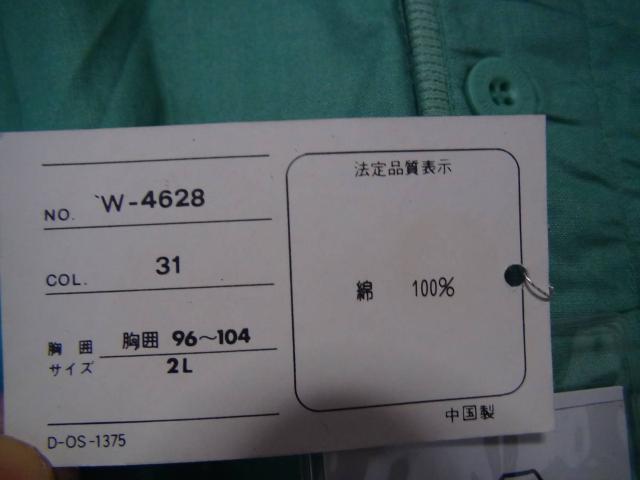 NO. W-4628
COL. 31
胸囲 胸囲 96～104
サイズ 2L
D-OS-1375
法定品質表示
綿 100%
中国製